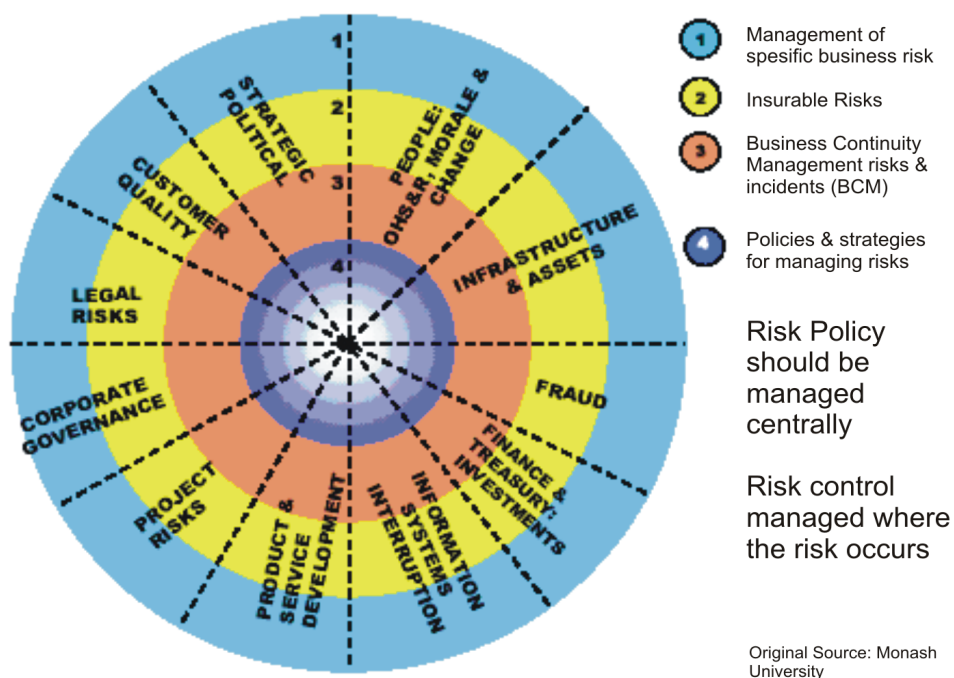 1
2
3
4
STRATEGIC
POLITICAL
PEOPLE:
OHS&R, MORALE &
CHANGE
INFRASTRUCTURE
& ASSETS
FRAUD
FINANCE &
TREASURY:
INVESTMENTS
INFORMATION
SYSTEMS
INTERRUPTION
PRODUCT &
SERVICE
DEVELOPMENT
PROJECT
RISKS
CORPORATE
GOVERNANCE
LEGAL
RISKS
CUSTOMER
QUALITY
1
Management of
spesific business risk
2
Insurable Risks
3
Business Continuity
Management risks &
incidents (BCM)
4
Policies & strategies
for managing risks
Risk Policy
should be
managed
centrally
Risk control
managed where
the risk occurs
Original Source: Monash
University